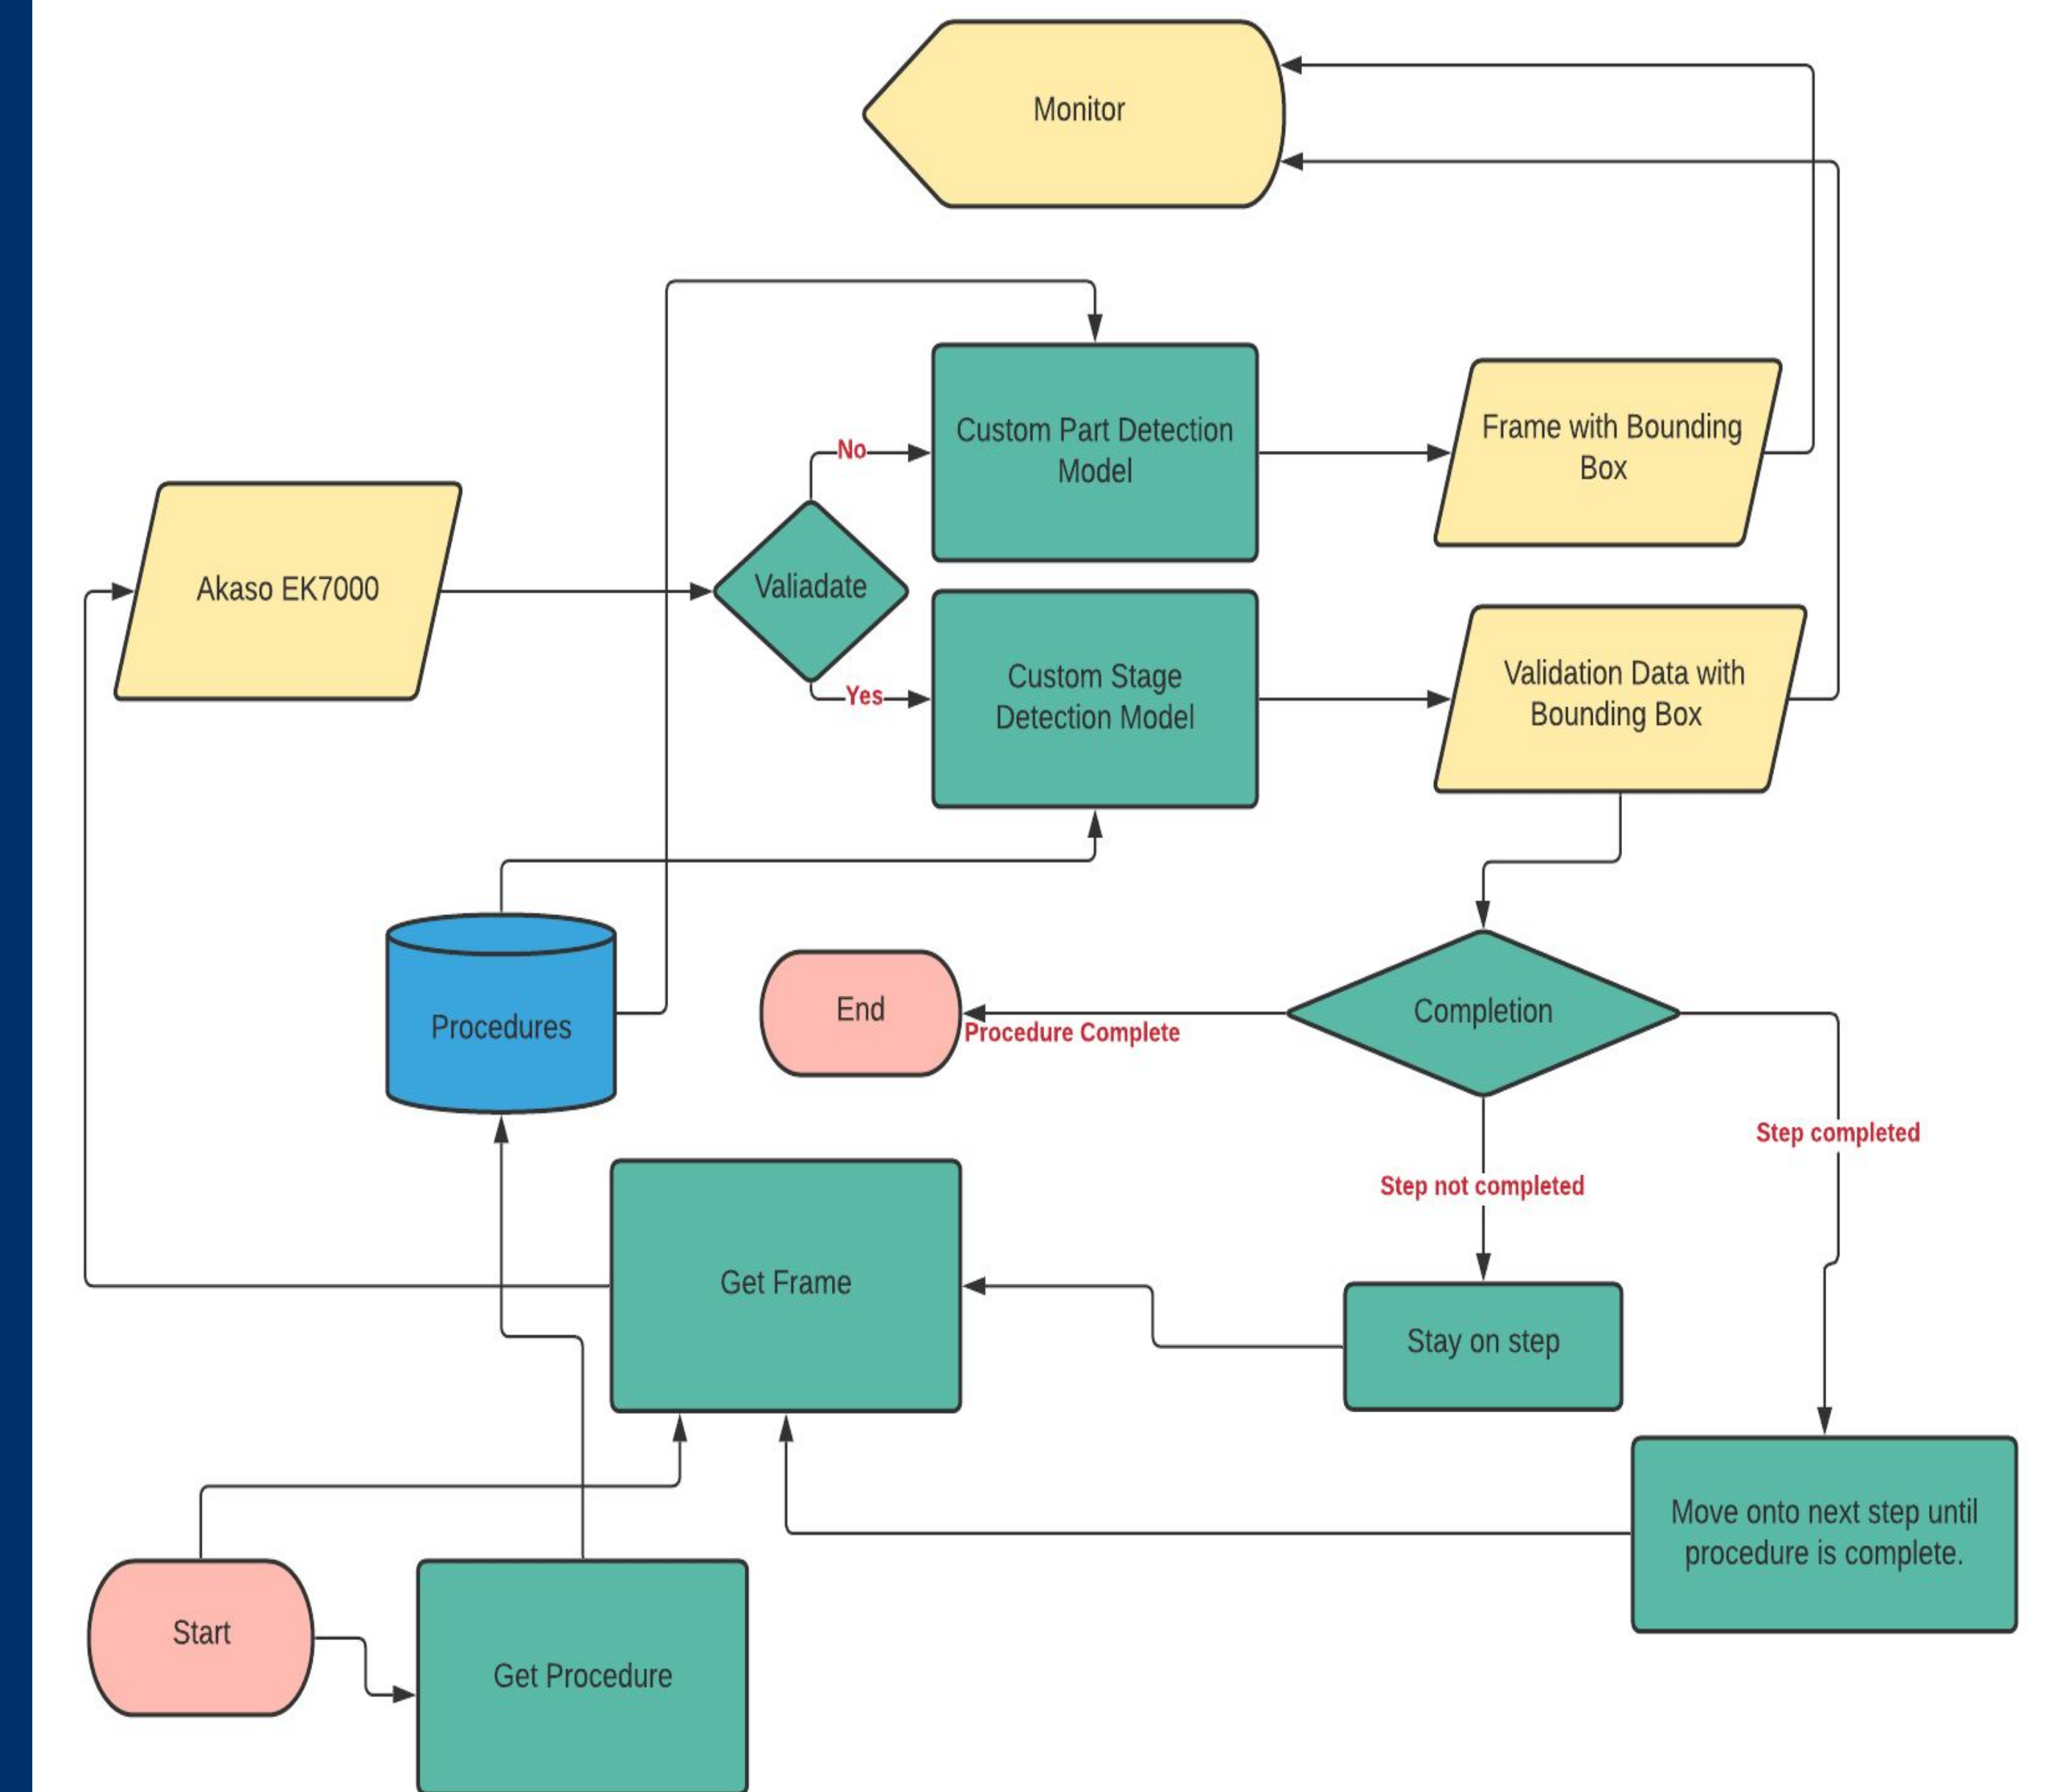 Monitor
Custom Part Detection
Model
Frame with Bounding
Box
No
Akaso EK7000
Valiadate
Yes
Custom Stage
Detection Model
Validation Data with
Bounding Box
Procedures
End
Procedure Complete
Completion
Step completed
Step not completed
Get Frame
Stay on step
Move onto next step until
procedure is complete.
Start
Get Procedure